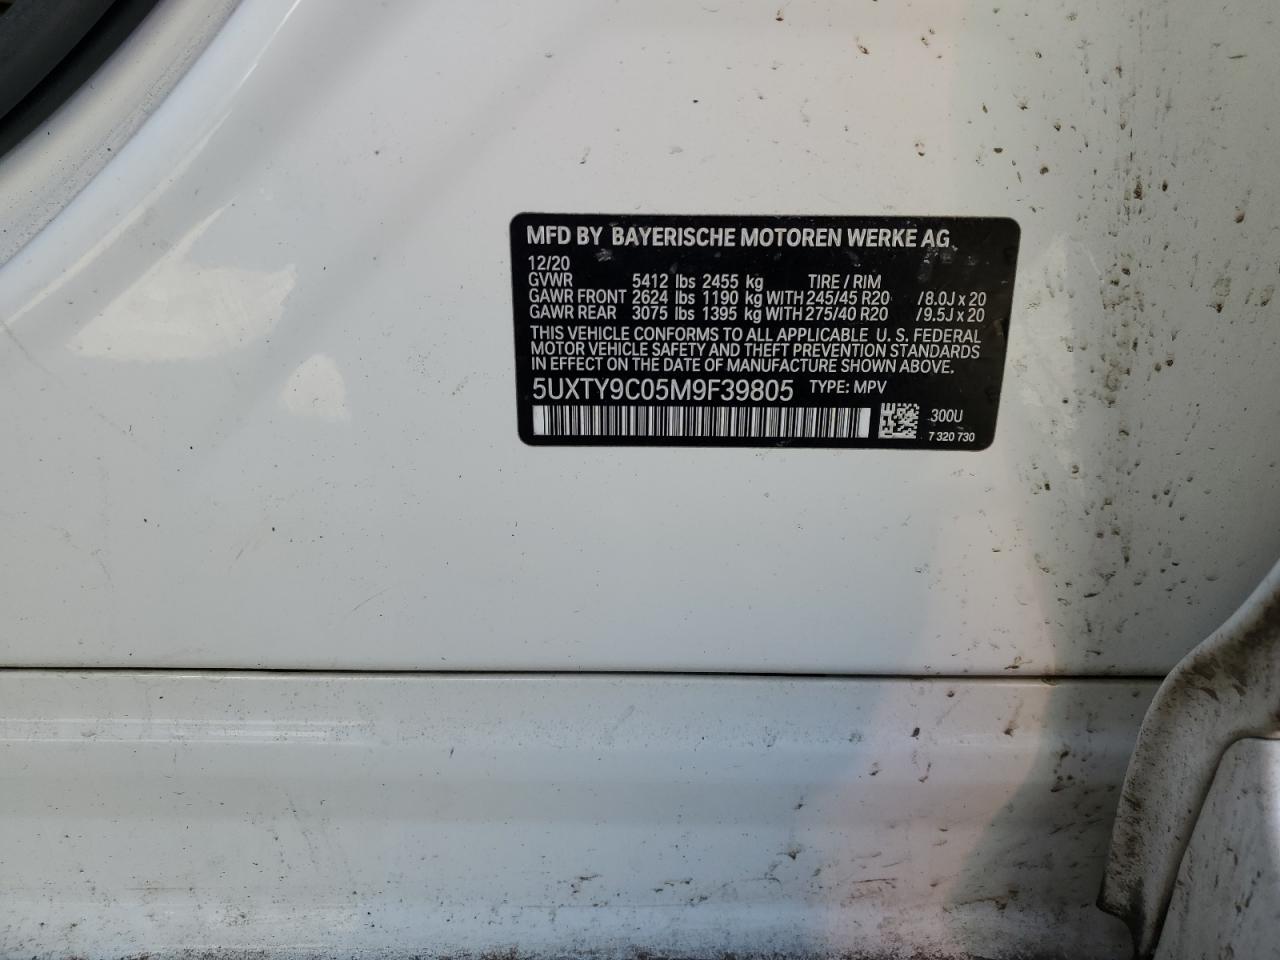 MFD BY BAYERISCHE MOTOREN WERKE AG
12/20
GVWR 5412 lbs 2455 kg TIRE / RIM
GAWR FRONT 2624 lbs 1190 kg WITH 245/45 R20 / 8.0J x 20
GAWR REAR 3075 lbs 1395 kg WITH 275/40 R20 / 9.5J x 20
THIS VEHICLE CONFORMS TO ALL APPLICABLE U.S. FEDERAL
MOTOR VEHICLE SAFETY AND THEFT PREVENTION STANDARDS
IN EFFECT ON THE DATE OF MANUFACTURE SHOWN ABOVE.
5UXTY9C05M9F39805 TYPE: MPV
300U
7 320 730